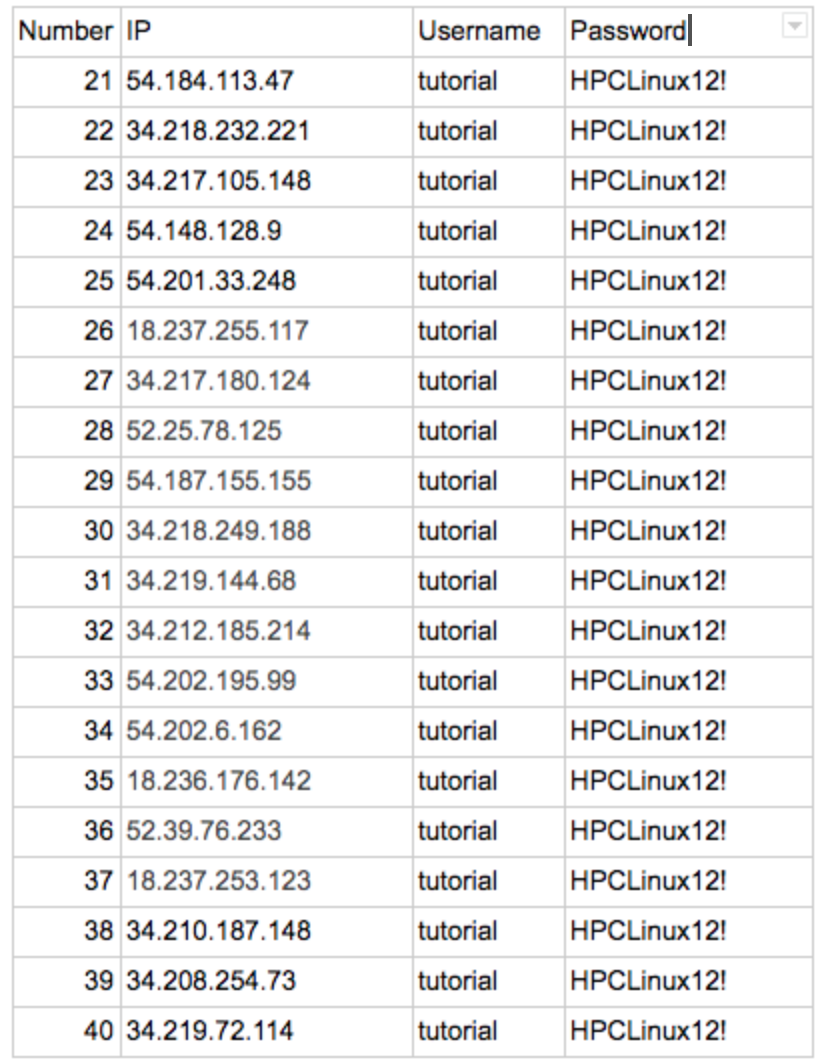 Number IP Username Password
21 54.184.113.47 tutorial HPCLinux12!
22 34.218.232.221 tutorial HPCLinux12!
23 34.217.105.148 tutorial HPCLinux12!
24 54.148.128.9 tutorial HPCLinux12!
25 54.201.33.248 tutorial HPCLinux12!
26 18.237.255.117 tutorial HPCLinux12!
27 34.217.180.124 tutorial HPCLinux12!
28 52.25.78.125 tutorial HPCLinux12!
29 54.187.155.155 tutorial HPCLinux12!
30 34.218.249.188 tutorial HPCLinux12!
31 34.219.144.68 tutorial HPCLinux12!
32 34.212.185.214 tutorial HPCLinux12!
33 54.202.195.99 tutorial HPCLinux12!
34 54.202.6.162 tutorial HPCLinux12!
35 18.236.176.142 tutorial HPCLinux12!
36 52.39.76.233 tutorial HPCLinux12!
37 18.237.253.123 tutorial HPCLinux12!
38 34.210.187.148 tutorial HPCLinux12!
39 34.208.254.73 tutorial HPCLinux12!
40 34.219.72.114 tutorial HPCLinux12!